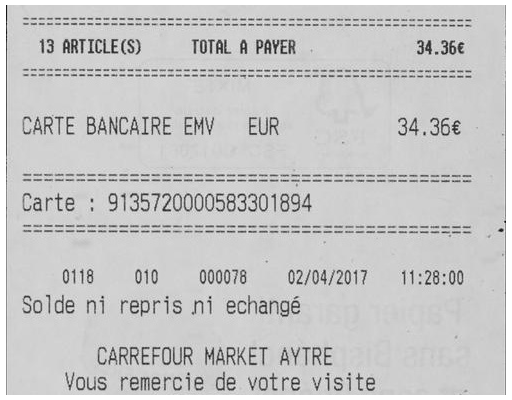 ================================================
13 ARTICLE(S) TOTAL A PAYER 34.36€
================================================
CARTE BANCAIRE EMV EUR 34.36€
================================================
Carte : 9135720000583301894
================================================
0118 010 000078 02/04/2017 11:28:00
Solde ni repris ni echangé
CARREFOUR MARKET AYTRE
Vous remercie de votre visite